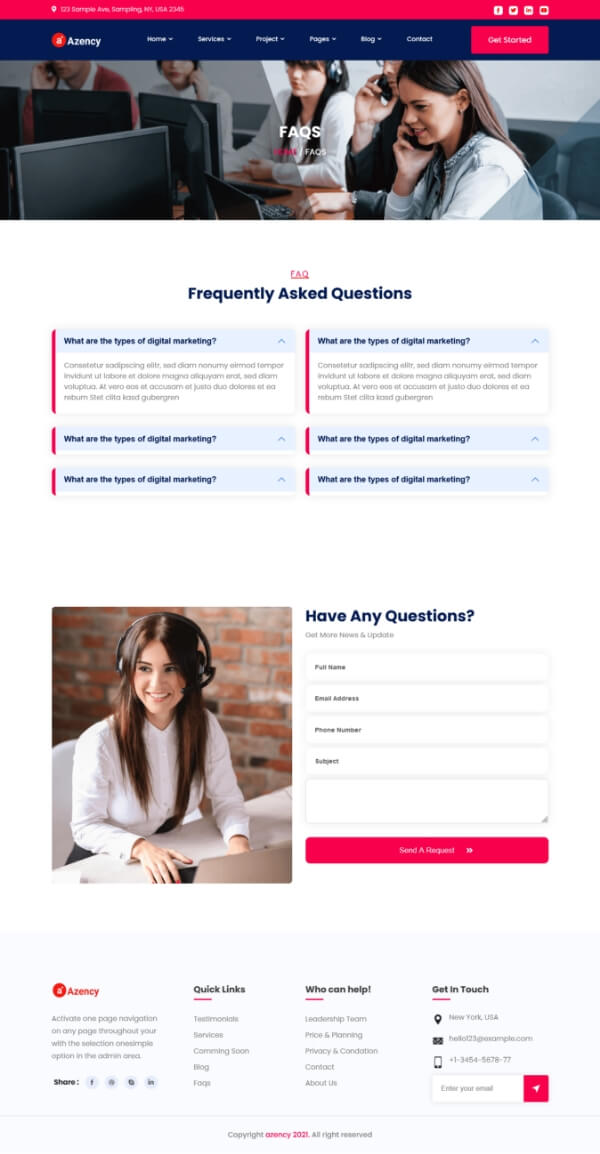 123 Sample Ave, Sampling, NY, USA 2345
Azency
Home
Services
Project
Pages
Blog
Contact
Get Started
FAQS
HOME / FAQS
FAQ
Frequently Asked Questions
What are the types of digital marketing?
Consetetur sadipscing elitr, sed diam nonumy eirmod tempor
invidunt ut labore et dolore magna aliquyam erat, sed diam
voluptua. At vero eos et accusam et justo duo dolores et ea
rebum Stet clita kasd gubergren
What are the types of digital marketing?
Consetetur sadipscing elitr, sed diam nonumy eirmod tempor
invidunt ut labore et dolore magna aliquyam erat, sed diam
voluptua. At vero eos et accusam et justo duo dolores et ea
rebum Stet clita kasd gubergren
What are the types of digital marketing?
What are the types of digital marketing?
What are the types of digital marketing?
What are the types of digital marketing?
Have Any Questions?
Get More News & Update
Full Name
Email Address
Phone Number
Subject
Send A Request
Azency
Activate one page navigation
on any page throughout your
with the selection onesimple
option in the admin area.
Share :
Quick Links
Testimonials
Services
Comming Soon
Blog
Faqs
Who can help!
Leadership Team
Price & Planning
Privacy & Condation
Contact
About Us
Get In Touch
New York, USA
hello123@example.com
+1-3454-5678-77
Enter your email
Copyright azency 2021. All right reserved